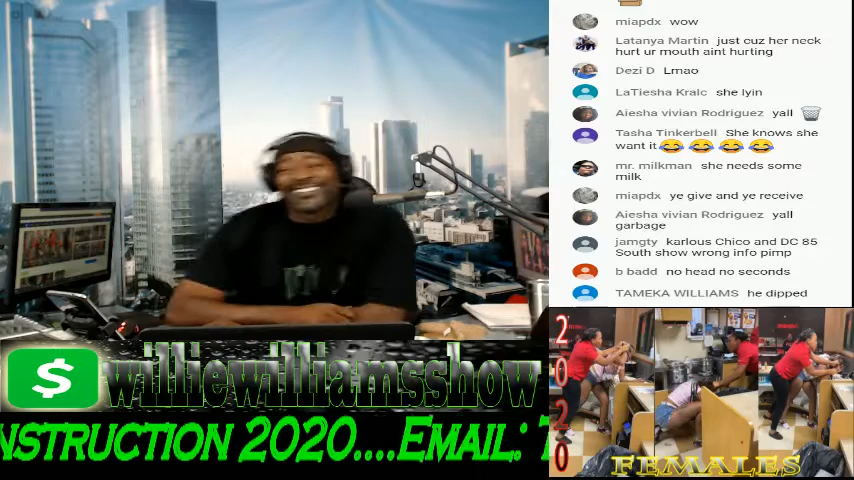 miapdx wow
Latanya Martin just cuz her neck
hurt ur mouth aint hurting
Dezi D Lmao
LaTiesha Kralc she lyin
Aiesha vivian Rodriguez yall 🗑️
Tasha Tinkerbell She knows she
want it😂😂😂😂
mr. milkman she needs some
milk
miapdx ye give and ye receive
Aiesha vivian Rodriguez yall
garbage
jamgty karlous Chico and DC 85
South show wrong info pimp
b badd no head no seconds
TAMEKA WILLIAMS he dipped
$ williewilliamsshow
NSTRUCTION 2020....EMAIL: T
2020
FEMALES